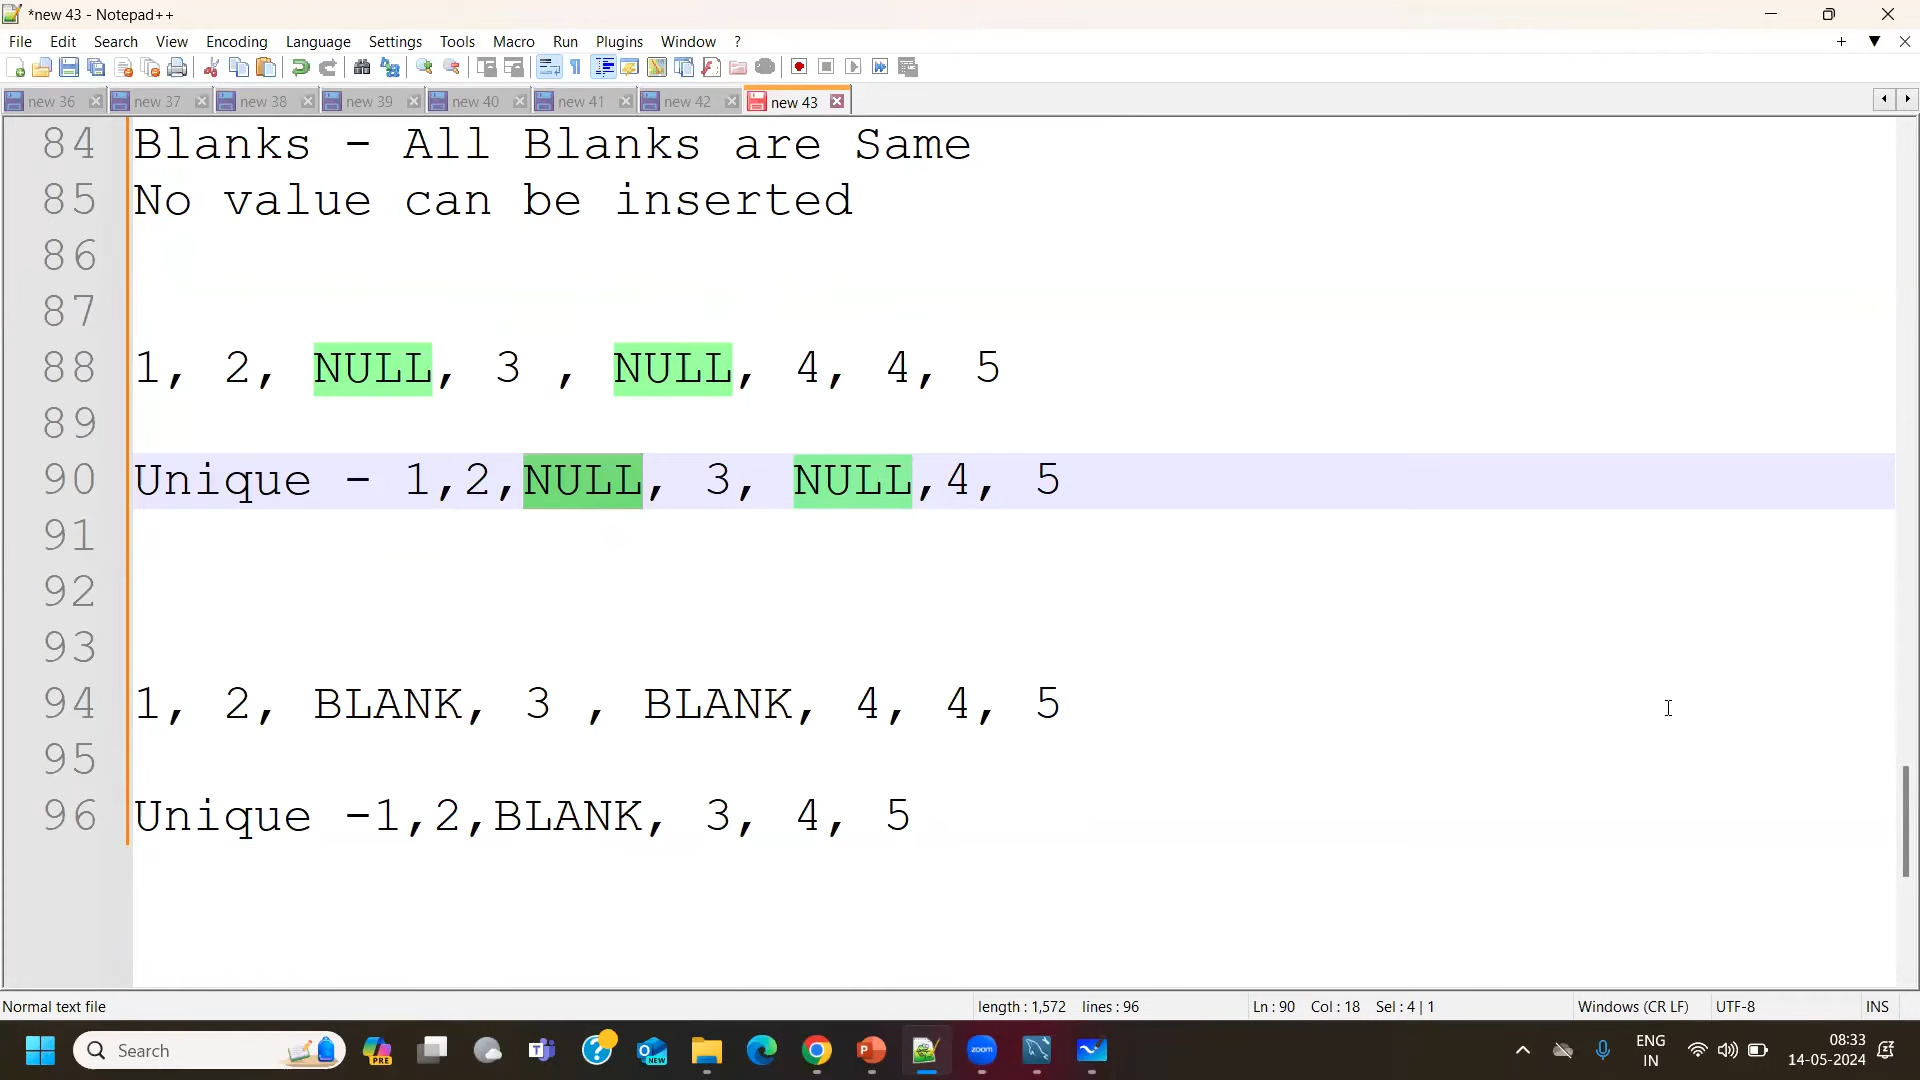 *new 43 - Notepad++
File Edit Search View Encoding Language Settings Tools Macro Run Plugins Window ?
new 36 new 37 new 38 new 39 new 40 new 41 new 42 new 43
84 Blanks - All Blanks are Same
85 No value can be inserted
86
87
88 1, 2, NULL, 3 , NULL, 4, 4, 5
89
90 Unique - 1,2,NULL, 3, NULL,4, 5
91
92
93
94 1, 2, BLANK, 3 , BLANK, 4, 4, 5
95
96 Unique -1,2,BLANK, 3, 4, 5
Normal text file length : 1,572 lines : 96 Ln : 90 Col : 18 Sel : 4 | 1 Windows (CR LF) UTF-8 INS
Search PRE NEW zoom ENG 08:33
IN 14-05-2024